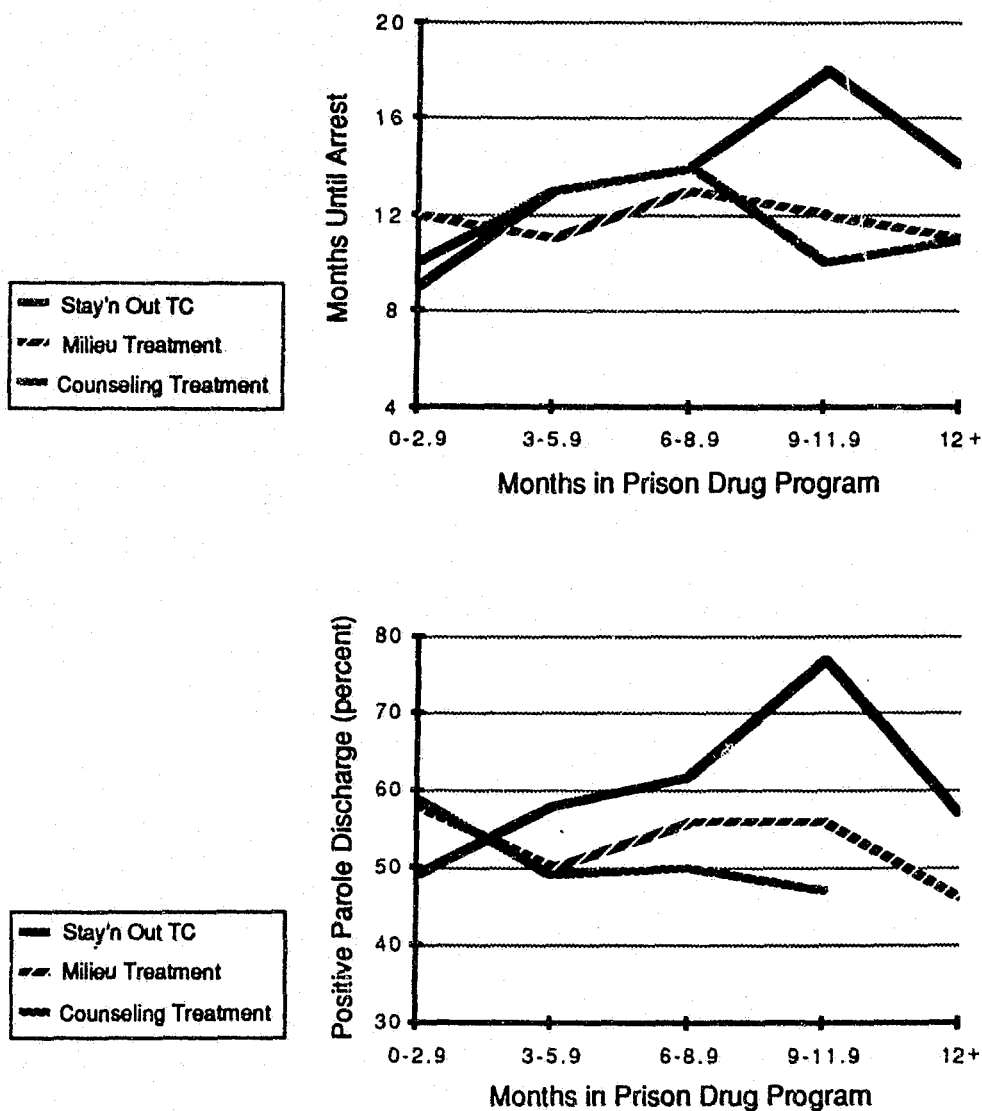 20
16
12
8
4
Months Until Arrest
Stay'n Out TC
Milieu Treatment
Counseling Treatment
0-2.9 3-5.9 6-8.9 9-11.9 12+
Months in Prison Drug Program
80
70
60
50
40
30
Positive Parole Discharge (percent)
Stay'n Out TC
Milieu Treatment
Counseling Treatment
0-2.9 3-5.9 6-8.9 9-11.9 12+
Months in Prison Drug Program